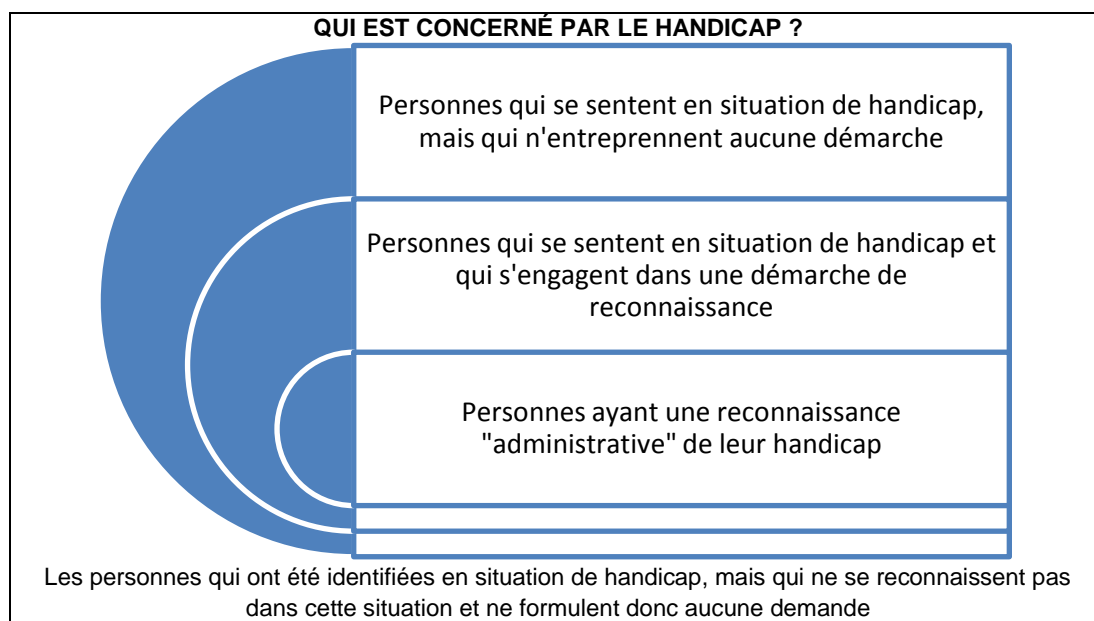 QUI EST CONCERNÉ PAR LE HANDICAP ?
Personnes qui se sentent en situation de handicap,
mais qui n'entreprennent aucune démarche
Personnes qui se sentent en situation de handicap et
qui s'engagent dans une démarche de
reconnaissance
Personnes ayant une reconnaissance
"administrative" de leur handicap
Les personnes qui ont été identifiées en situation de handicap, mais qui ne se reconnaissent pas
dans cette situation et ne formulent donc aucune demande